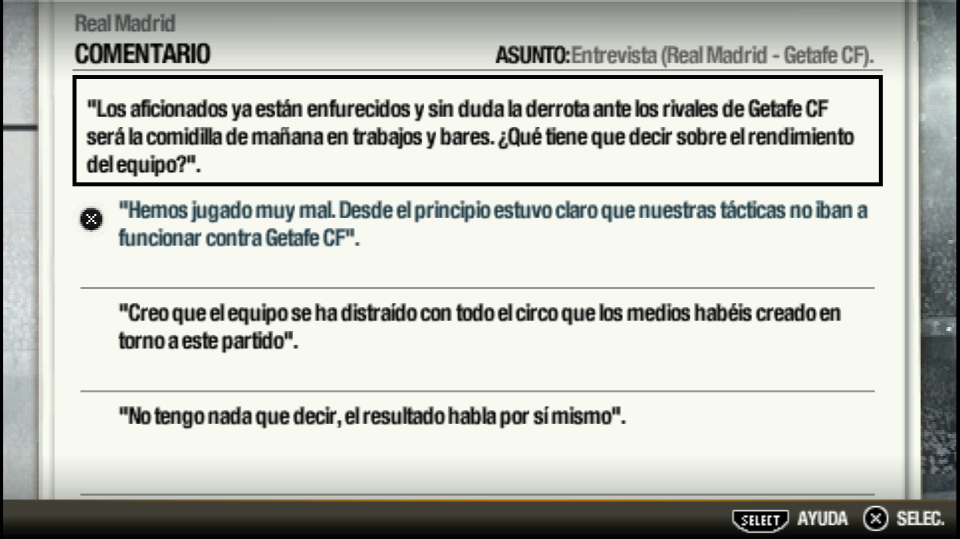 Real Madrid
COMENTARIO
ASUNTO: Entrevista (Real Madrid - Getafe CF).
"Los aficionados ya están enfurecidos y sin duda la derrota ante los rivales de Getafe CF
será la comidilla de mañana en trabajos y bares. ¿Qué tiene que decir sobre el rendimiento
del equipo?".
"Hemos jugado muy mal. Desde el principio estuvo claro que nuestras tácticas no iban a
funcionar contra Getafe CF".
"Creo que el equipo se ha distraído con todo el circo que los medios habéis creado en
torno a este partido".
"No tengo nada que decir, el resultado habla por sí mismo".
SELECT AYUDA SELEC.